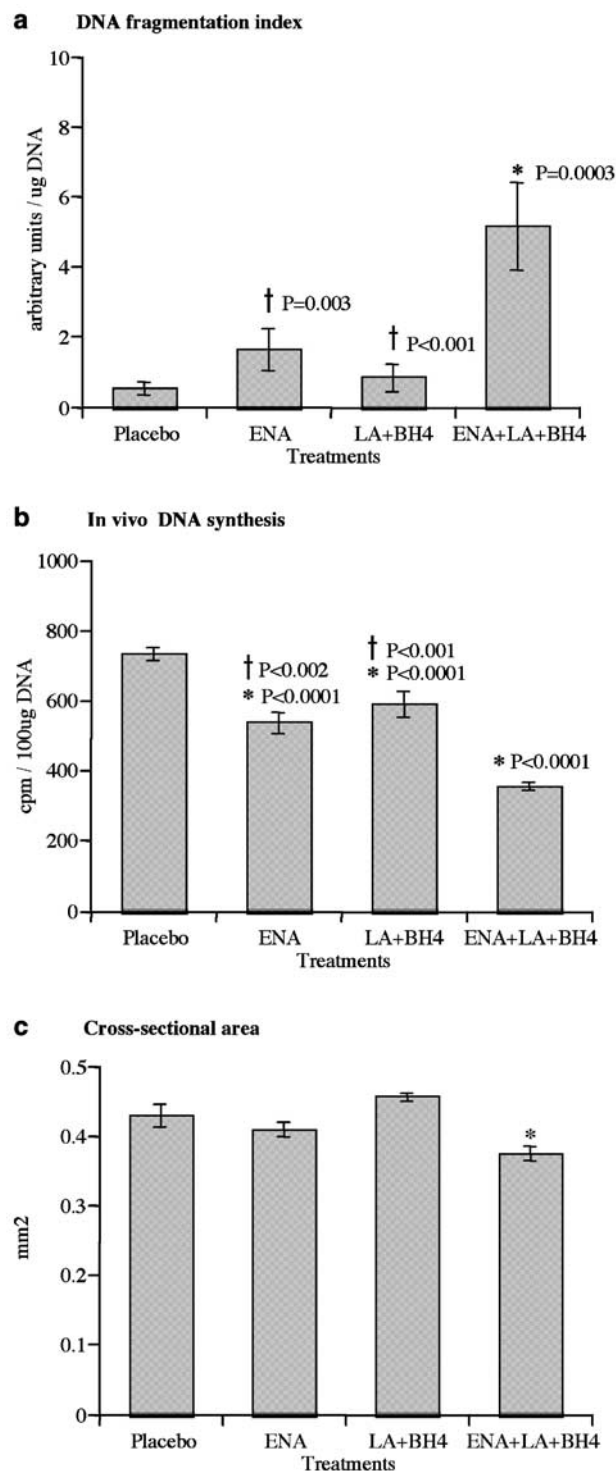 a DNA fragmentation index
arbitrary units / ug DNA
10
8
6
4
2
0
† P=0.003
† P<0.001
* P=0.0003
Placebo ENA LA+BH4 ENA+LA+BH4
Treatments
b In vivo DNA synthesis
cpm / 100ug DNA
1000
800
600
400
200
0
† P<0.002
* P<0.0001
† P<0.001
* P<0.0001
* P<0.0001
Placebo ENA LA+BH4 ENA+LA+BH4
Treatments
c Cross-sectional area
mm2
0.5
0.4
0.3
0.2
0.1
0
*
Placebo ENA LA+BH4 ENA+LA+BH4
Treatments